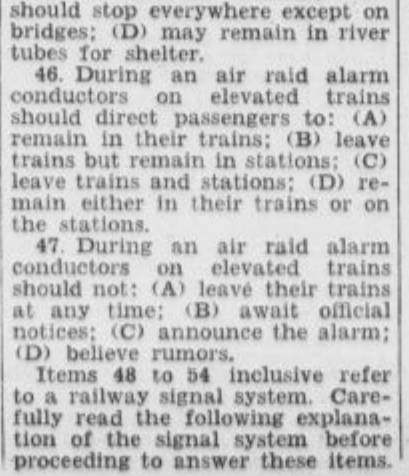 should stop everywhere except on
bridges; (D) may remain in river
tubes for shelter.
46. During an air raid alarm
conductors on elevated trains
should direct passengers to: (A)
remain in their trains; (B) leave
trains but remain in stations; (C)
leave trains and stations; (D) re-
main either in their trains or on
the stations.
47. During an air raid alarm
conductors on elevated trains
should not: (A) leave their trains
at any time; (B) await official
notices; (C) announce the alarm;
(D) believe rumors.
Items 48 to 54 inclusive refer
to a railway signal system. Care-
fully read the following explana-
tion of the signal system before
proceeding to answer these items.